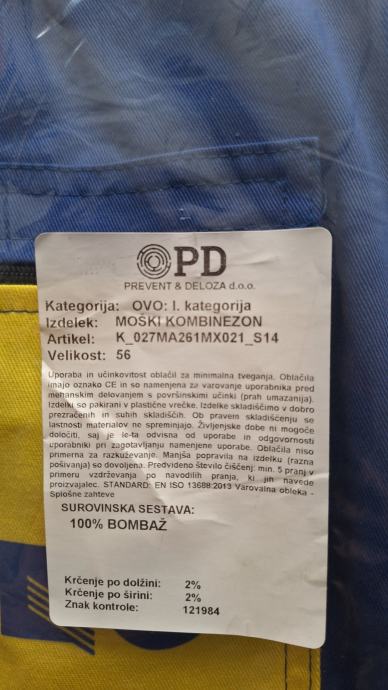 PD
PREVENT & DELOZA d.o.o.
Kategorija: OVO: I. kategorija
Izdelek: MOŠKI KOMBINEZON
Artikel: K_027MA261MX021_S14
Velikost: 56
Uporaba in učinkovitost oblačil za minimalna tveganja. Oblačila
imajo oznako CE in so namenjena za varovanje uporabnika pred
mehanskim delovanjem s površinskimi učinki (prah umazanija).
Izdelki so pakirani v plastične vrečke. Izdelke skladiščimo v dobro
prezračenih in suhih skladiščih. Ob pravem skladiščenju se
lastnosti materialov ne spreminjajo. Življenjske dobe ni mogoče
določiti, saj je le-ta odvisna od uporabe in odgovornosti
uporabniki pri zagotavljanju namenjene uporabe. Oblačila niso
primerna za razkuževanje. Manjša popravila na izdelku (razna
pošivanja) so dovoljena. Predvideno število čiščenj: min. 5 pranj v
primeru vzdrževanja po navodilih pranja, ki jih navede
proizvajalec. STANDARD: EN ISO 13688:2013 Varovalna obleka -
Splošne zahteve
SUROVINSKA SESTAVA:
100% BOMBAŽ
Krčenje po dolžini: 2%
Krčenje po širini: 2%
Znak kontrole: 121984